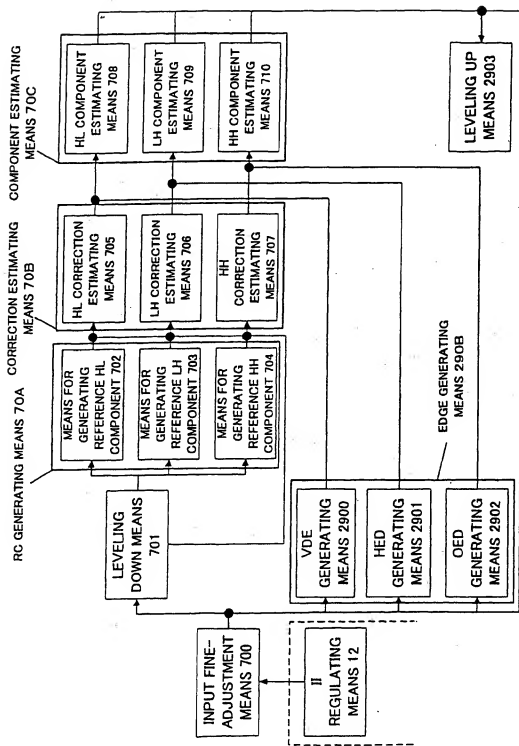 COMPONENT ESTIMATING
MEANS 70C
CORRECTION ESTIMATING
MEANS 70B
RC GENERATING MEANS 70A
HL COMPONENT
ESTIMATING
MEANS 708
LH COMPONENT
ESTIMATING
MEANS 709
HH COMPONENT
ESTIMATING
MEANS 710
HL CORRECTION
ESTIMATING
MEANS 705
LH CORRECTION
ESTIMATING
MEANS 706
HH
CORRECTION
ESTIMATING
MEANS 707
MEANS FOR
GENERATING
REFERENCE HL
COMPONENT 702
MEANS FOR
GENERATING
REFERENCE LH
COMPONENT 703
MEANS FOR
GENERATING
REFERENCE HH
COMPONENT 704
LEVELING
DOWN MEANS
701
LEVELING UP
MEANS 2903
EDGE GENERATING
MEANS 290B
VDE
GENERATING
MEANS 2900
HED
GENERATING
MEANS 2901
OED
GENERATING
MEANS 2902
INPUT FINE-
ADJUSTMENT
MEANS 700
II
REGULATING
MEANS 12